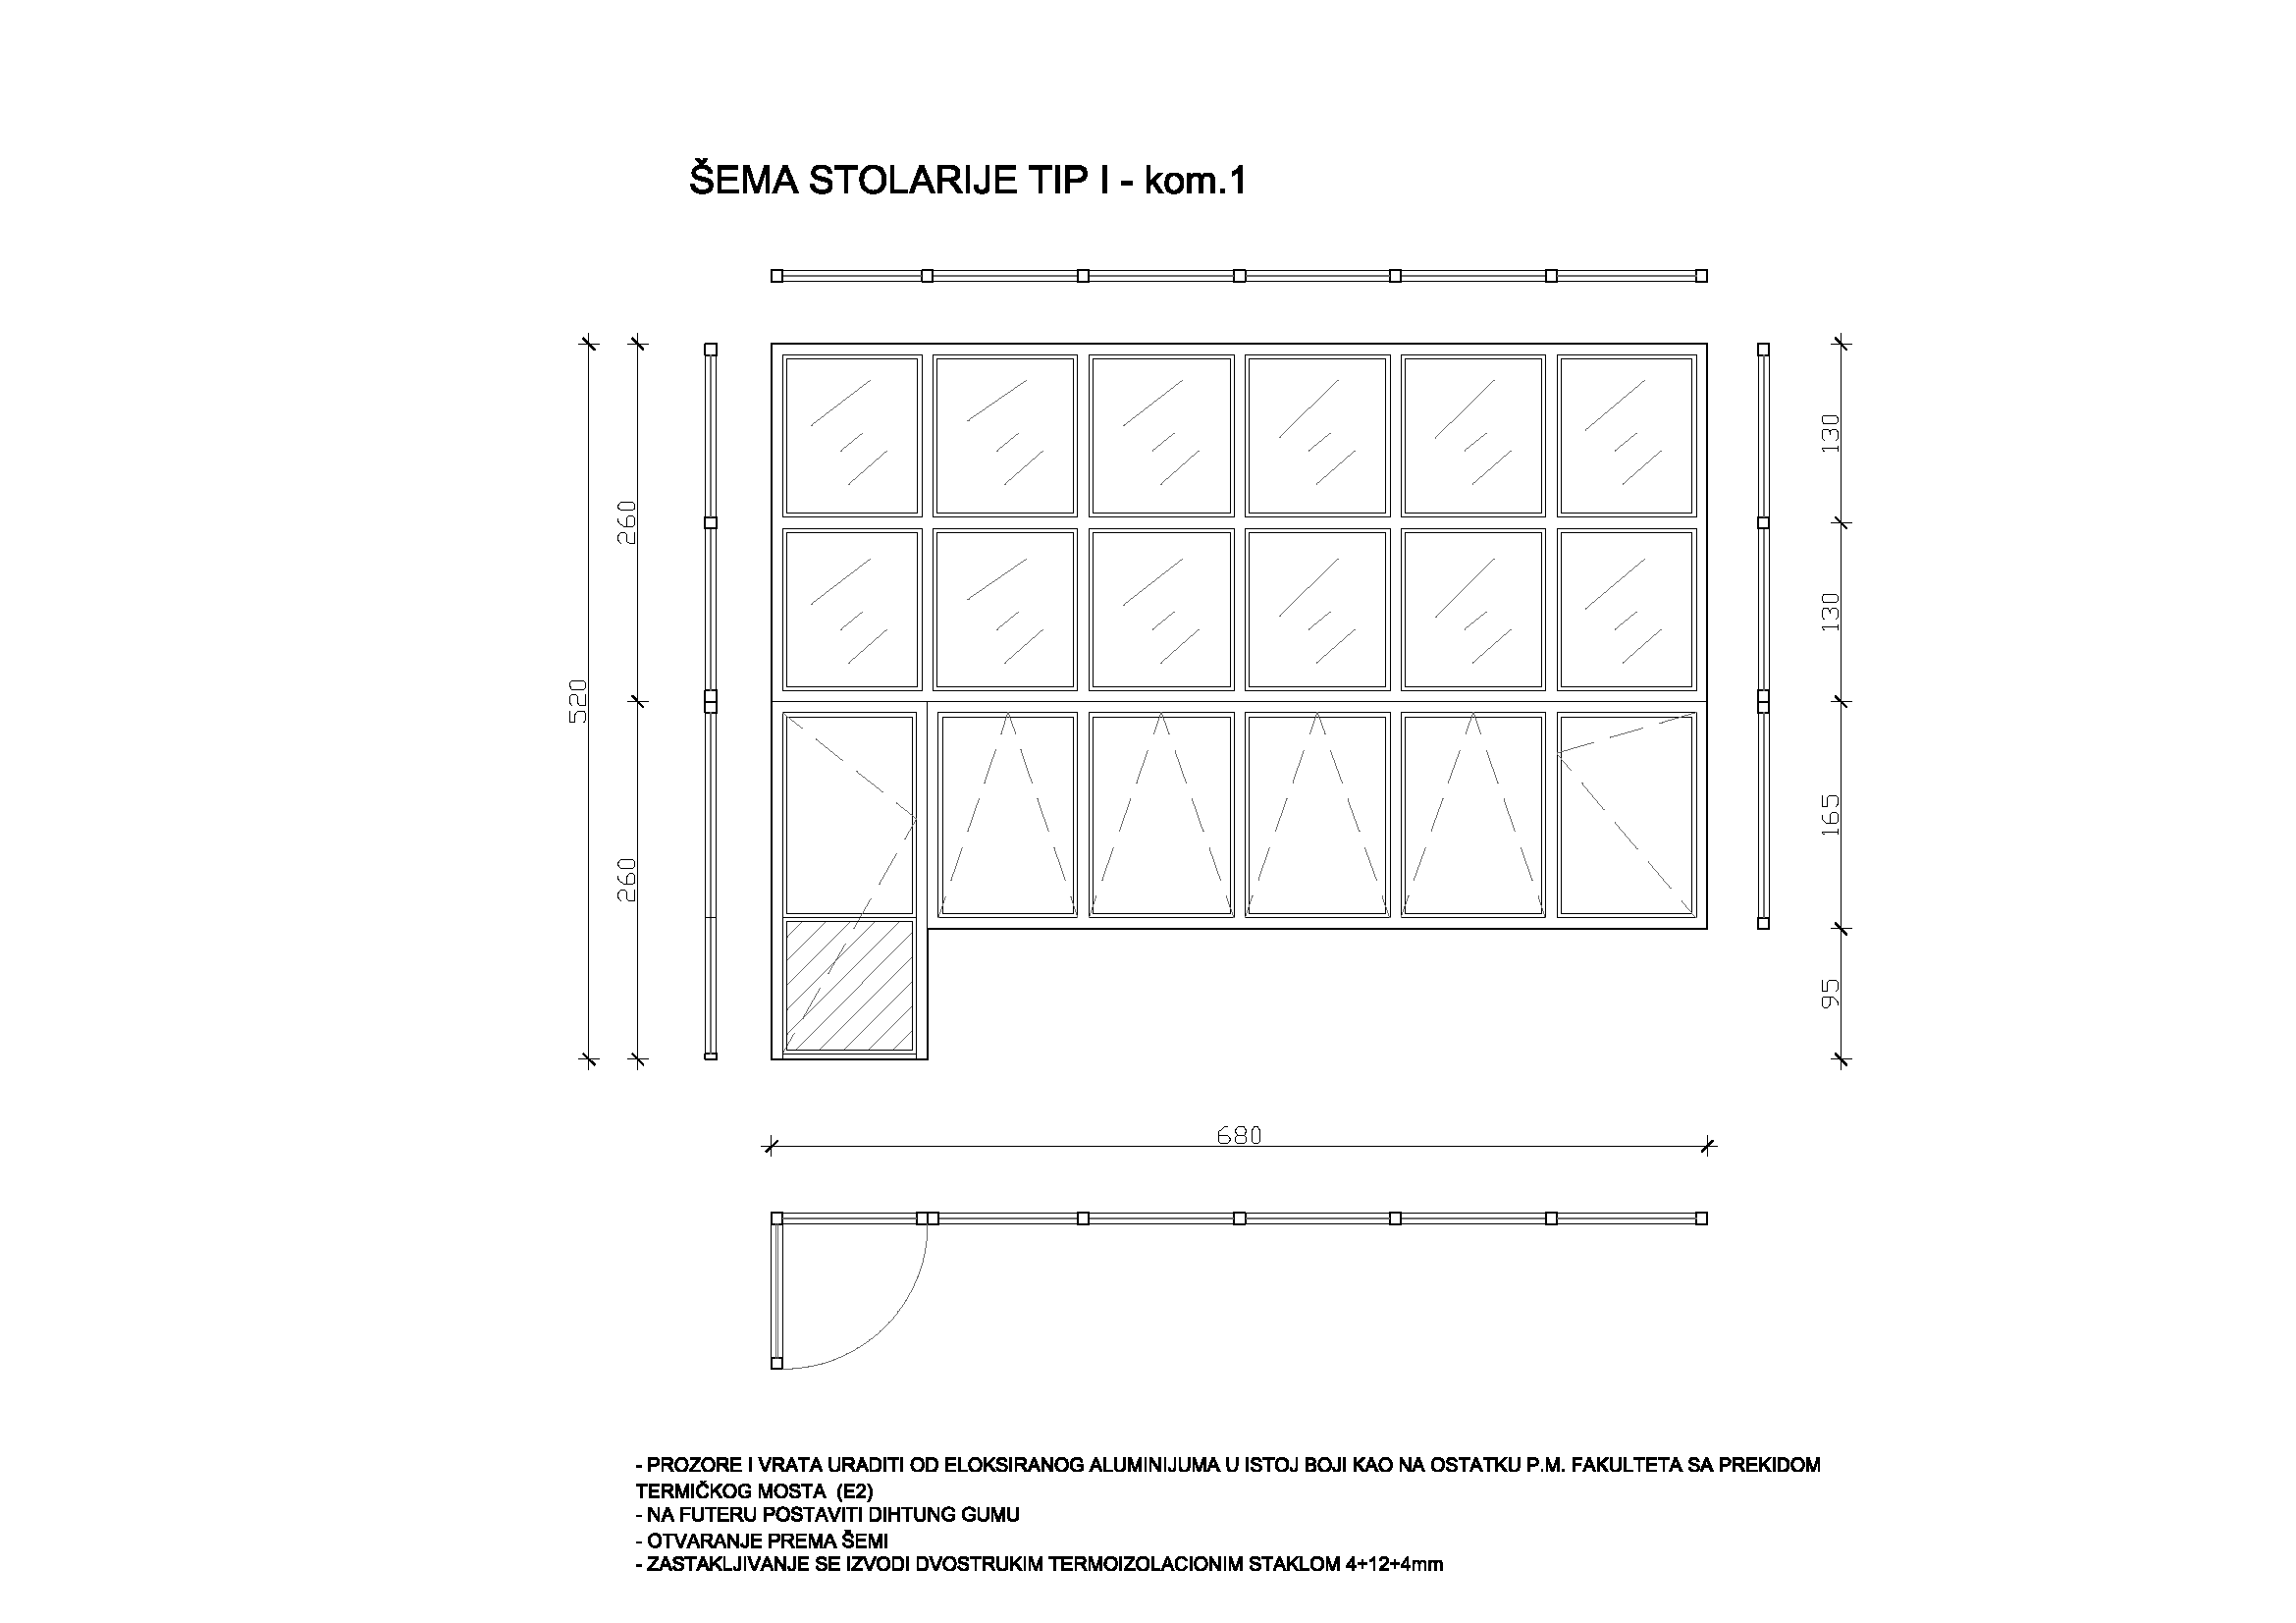 ŠEMA STOLARIJE TIP I - kom.1
130
260
130
520
165
260
95
680
- PROZORE I VRATA URADITI OD ELOKSIRANOG ALUMINIJUMA U ISTOJ BOJI KAO NA OSTATKU P.M. FAKULTETA SA PREKIDOM
TERMIČKOG MOSTA (E2)
- NA FUTERU POSTAVITI DIHTUNG GUMU
- OTVARANJE PREMA ŠEMI
- ZASTAKLJIVANJE SE IZVODI DVOSTRUKIM TERMOIZOLACIONIM STAKLOM 4+12+4mm